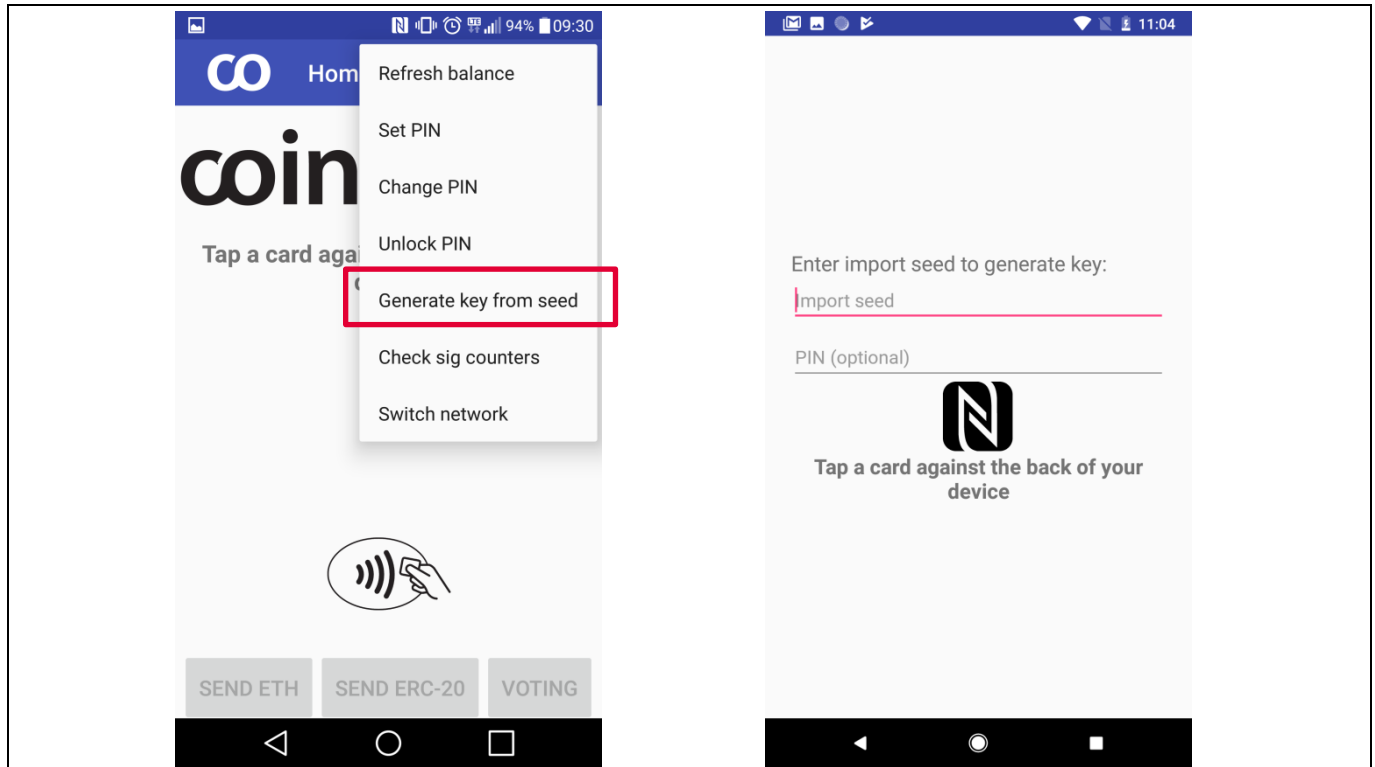 94% 09:30
CO Hom
Refresh balance
Set PIN
coin
Change PIN
Tap a card agai
Unlock PIN
Generate key from seed
Check sig counters
Switch network
SEND ETH SEND ERC-20 VOTING
11:04
Enter import seed to generate key:
Import seed
PIN (optional)
Tap a card against the back of your
device